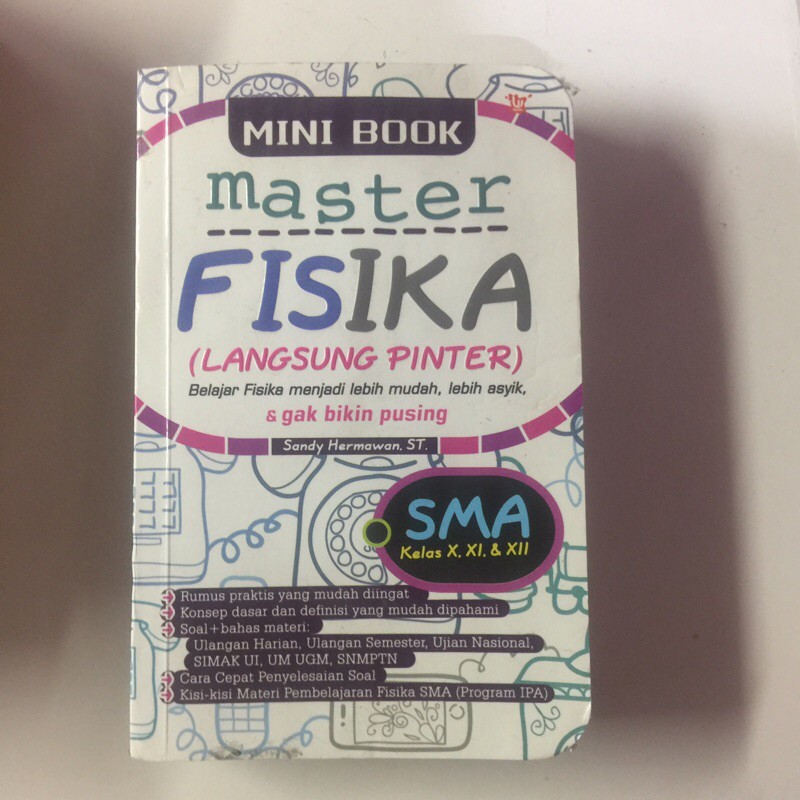 MINI BOOK
master
FISIKA
(LANGSUNG PINTER)
Belajar Fisika menjadi lebih mudah, lebih asyik,
& gak bikin pusing
Sandy Hermawan, ST.
SMA
Kelas X, XI, & XII
Rumus praktis yang mudah diingat
Konsep dasar dan definisi yang mudah dipahami
Soal+bahas materi:
Ulangan Harian, Ulangan Semester, Ujian Nasional,
SIMAK UI, UM UGM, SNMPTN
Cara Cepat Penyelesaian Soal
Kisi-kisi Materi Pembelajaran Fisika SMA (Program IPA)